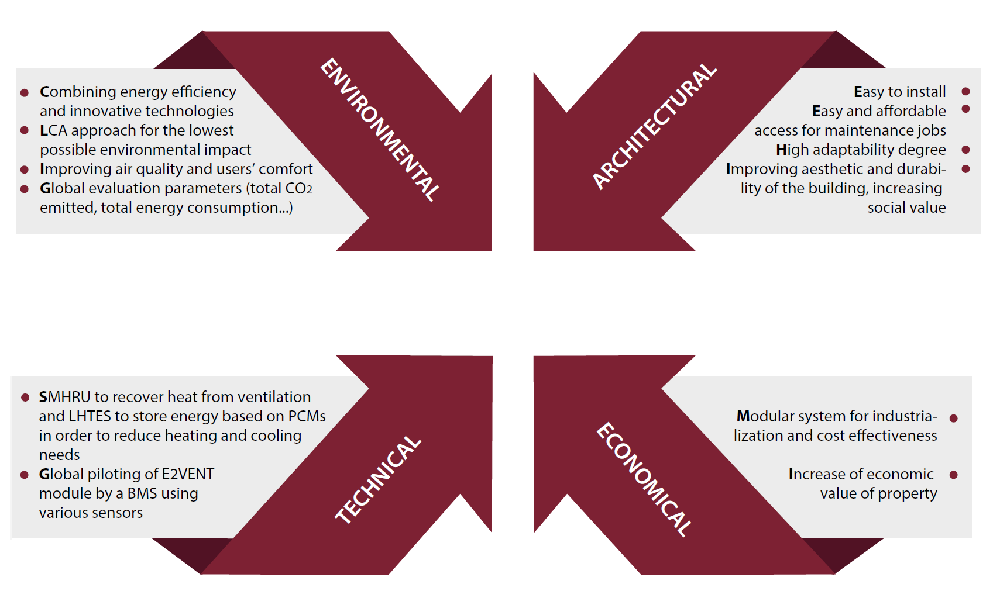 ENVIRONMENTAL
Combining energy efficiency
and innovative technologies
LCA approach for the lowest
possible environmental impact
Improving air quality and users’ comfort
Global evaluation parameters (total CO2
emitted, total energy consumption...)
ARCHITECTURAL
Easy to install
Easy and affordable
access for maintenance jobs
High adaptability degree
Improving aesthetic and durabi-
lity of the building, increasing
social value
TECHNICAL
SMHRU to recover heat from ventilation
and LHTES to store energy based on PCMs
in order to reduce heating and cooling
needs
Global piloting of E2VENT
module by a BMS using
various sensors
ECONOMICAL
Modular system for industria-
lization and cost effectiveness
Increase of economic
value of property